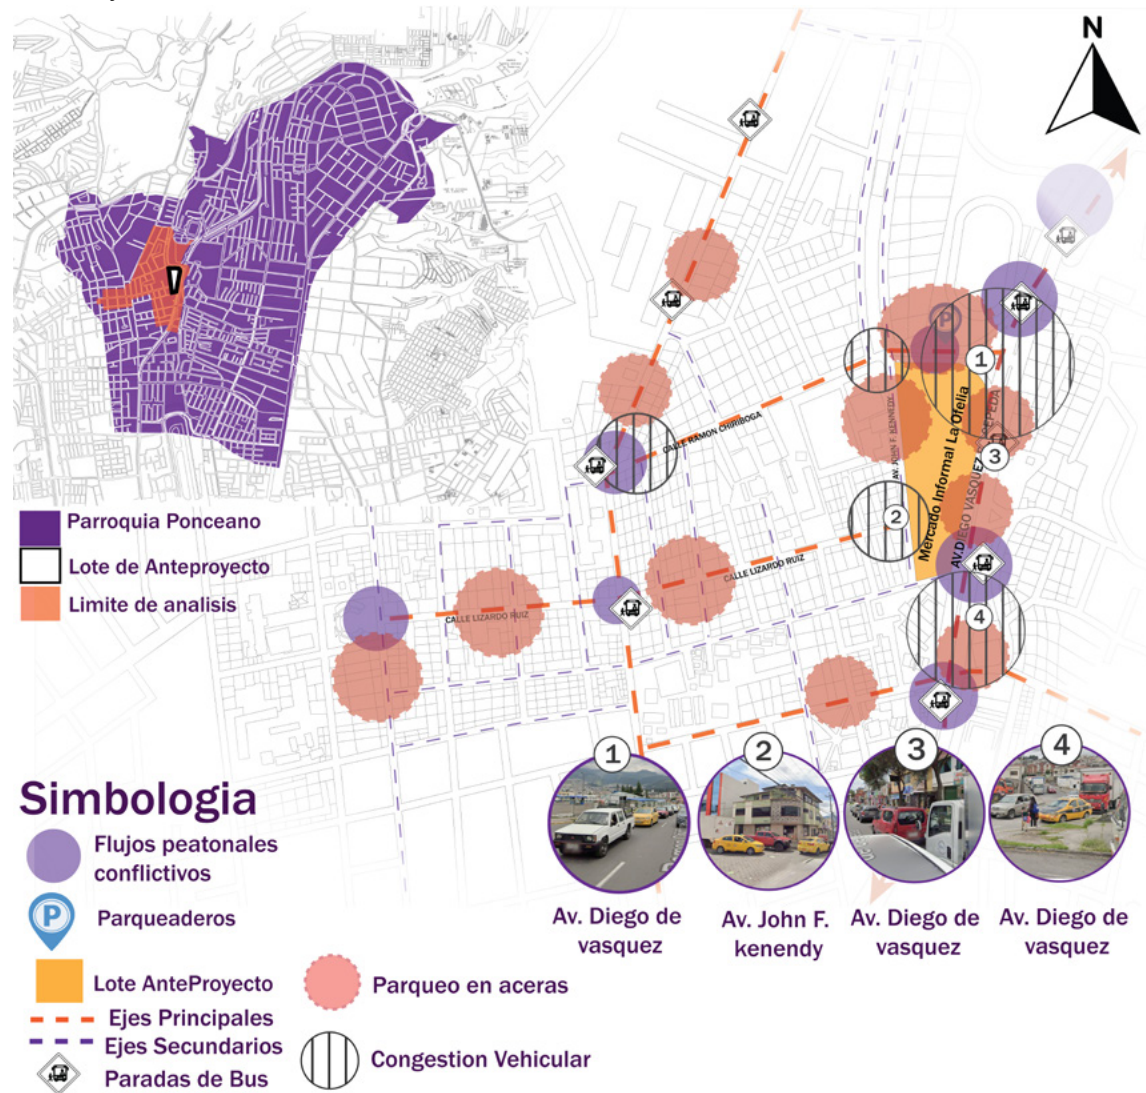 N
Parroquia Ponceano
Lote de Anteproyecto
Limite de analisis
P
1
CALLE RAMON CHIRIBOGA
AV. JOHN F. KENNEDY
Mercado Informal La Ofelia
3
AV.DIEGO VASQUEZ DE CEPEDA
2
CALLE LIZARDO RUIZ
CALLE LIZARDO RUIZ
4
1
2
3
4
Av. Diego de
vasquez
Av. John F.
kenendy
Av. Diego de
vasquez
Av. Diego de
vasquez
Simbologia
Flujos peatonales
conflictivos
P
Parqueaderos
Lote AnteProyecto
Ejes Principales
Ejes Secundarios
Paradas de Bus
Parqueo en aceras
Congestion Vehicular